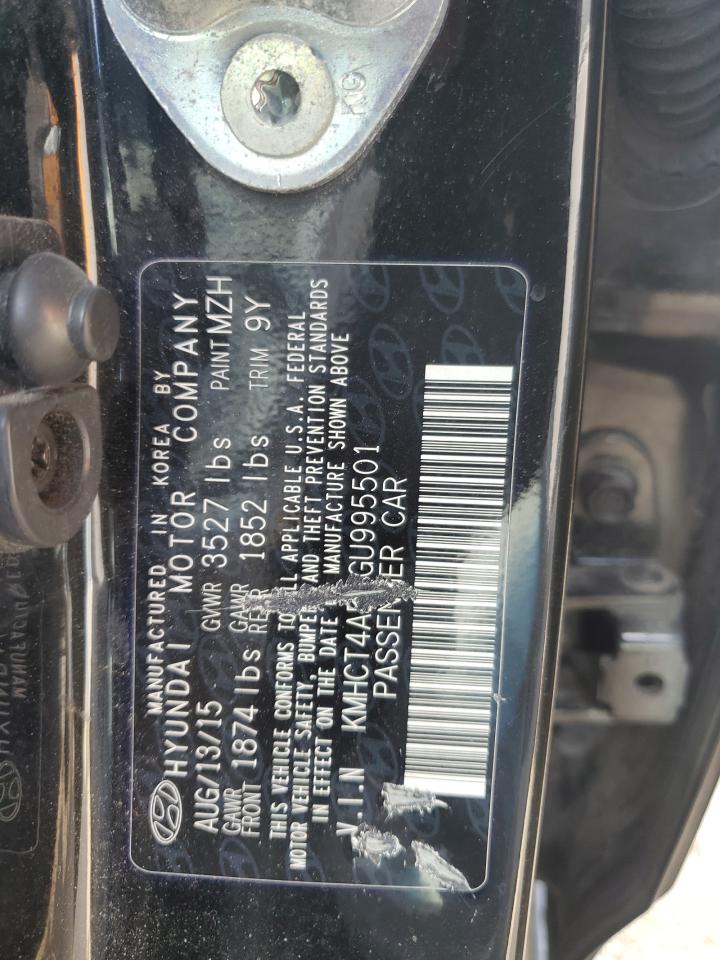 MANUFACTURED IN KOREA BY
HYUNDAI MOTOR COMPANY
AUG/13/15 GVWR 3527 lbs PAINT MZH
GAWR FRONT 1874 lbs GAWR REAR 1852 lbs TRIM 9Y
THIS VEHICLE CONFORMS TO ALL APPLICABLE U.S.A. FEDERAL
MOTOR VEHICLE SAFETY, BUMPER AND THEFT PREVENTION STANDARDS
IN EFFECT ON THE DATE MANUFACTURE SHOWN ABOVE
V.I.N KMHCT4A GU995501
PASSENGER CAR
KG